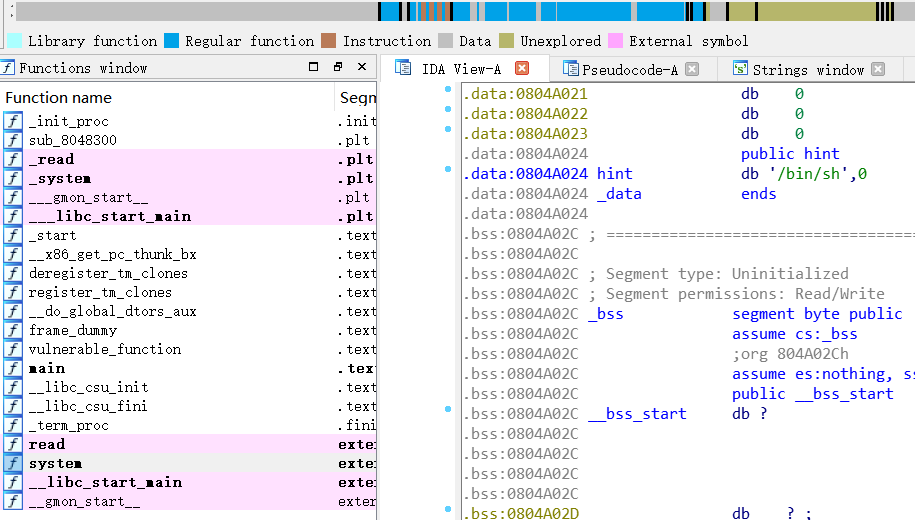 Library function Regular function Instruction Data Unexplored External symbol
Functions window
Function name Segm
_init_proc .init
sub_8048300 .plt
_read .plt
_system .plt
___gmon_start__ .plt
___libc_start_main .plt
_start .text
__x86_get_pc_thunk_bx .text
deregister_tm_clones .text
register_tm_clones .text
__do_global_dtors_aux .text
frame_dummy .text
vulnerable_function .text
main .text
__libc_csu_init .text
__libc_csu_fini .text
_term_proc .fini
read exter
system exter
__libc_start_main exter
__gmon_start__ exter
IDA View-A Pseudocode-A Strings window
.data:0804A021 db 0
.data:0804A022 db 0
.data:0804A023 db 0
.data:0804A024 public hint
.data:0804A024 hint db '/bin/sh',0
.data:0804A024 _data ends
.data:0804A024
.bss:0804A02C ; ===================================
.bss:0804A02C
.bss:0804A02C ; Segment type: Uninitialized
.bss:0804A02C ; Segment permissions: Read/Write
.bss:0804A02C _bss segment byte public
.bss:0804A02C assume cs:_bss
.bss:0804A02C ;org 804A02Ch
.bss:0804A02C assume es:nothing, ss
.bss:0804A02C public __bss_start
.bss:0804A02C __bss_start db ?
.bss:0804A02C
.bss:0804A02C
.bss:0804A02C
.bss:0804A02C
.bss:0804A02D db ? ;